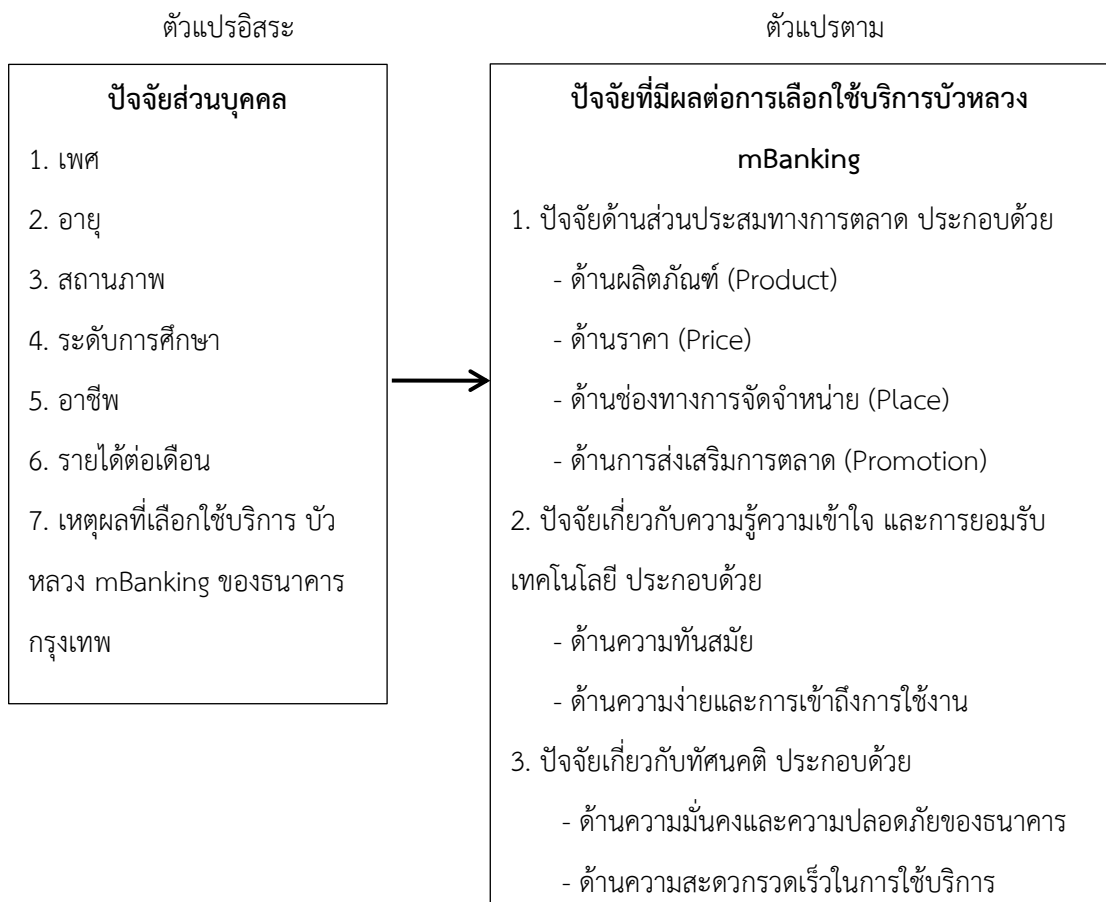 ตัวแปรอิสระ
ปัจจัยส่วนบุคคล
1. เพศ
2. อายุ
3. สถานภาพ
4. ระดับการศึกษา
5. อาชีพ
6. รายได้ต่อเดือน
7. เหตุผลที่เลือกใช้บริการ บัว
หลวง mBanking ของธนาคาร
กรุงเทพ
ตัวแปรตาม
ปัจจัยที่มีผลต่อการเลือกใช้บริการบัวหลวง
mBanking
1. ปัจจัยด้านส่วนประสมทางการตลาด ประกอบด้วย
- ด้านผลิตภัณฑ์ (Product)
- ด้านราคา (Price)
- ด้านช่องทางการจัดจำหน่าย (Place)
- ด้านการส่งเสริมการตลาด (Promotion)
2. ปัจจัยเกี่ยวกับความรู้ความเข้าใจ และการยอมรับ
เทคโนโลยี ประกอบด้วย
- ด้านความทันสมัย
- ด้านความง่ายและการเข้าถึงการใช้งาน
3. ปัจจัยเกี่ยวกับทัศนคติ ประกอบด้วย
- ด้านความมั่นคงและความปลอดภัยของธนาคาร
- ด้านความสะดวกรวดเร็วในการใช้บริการ